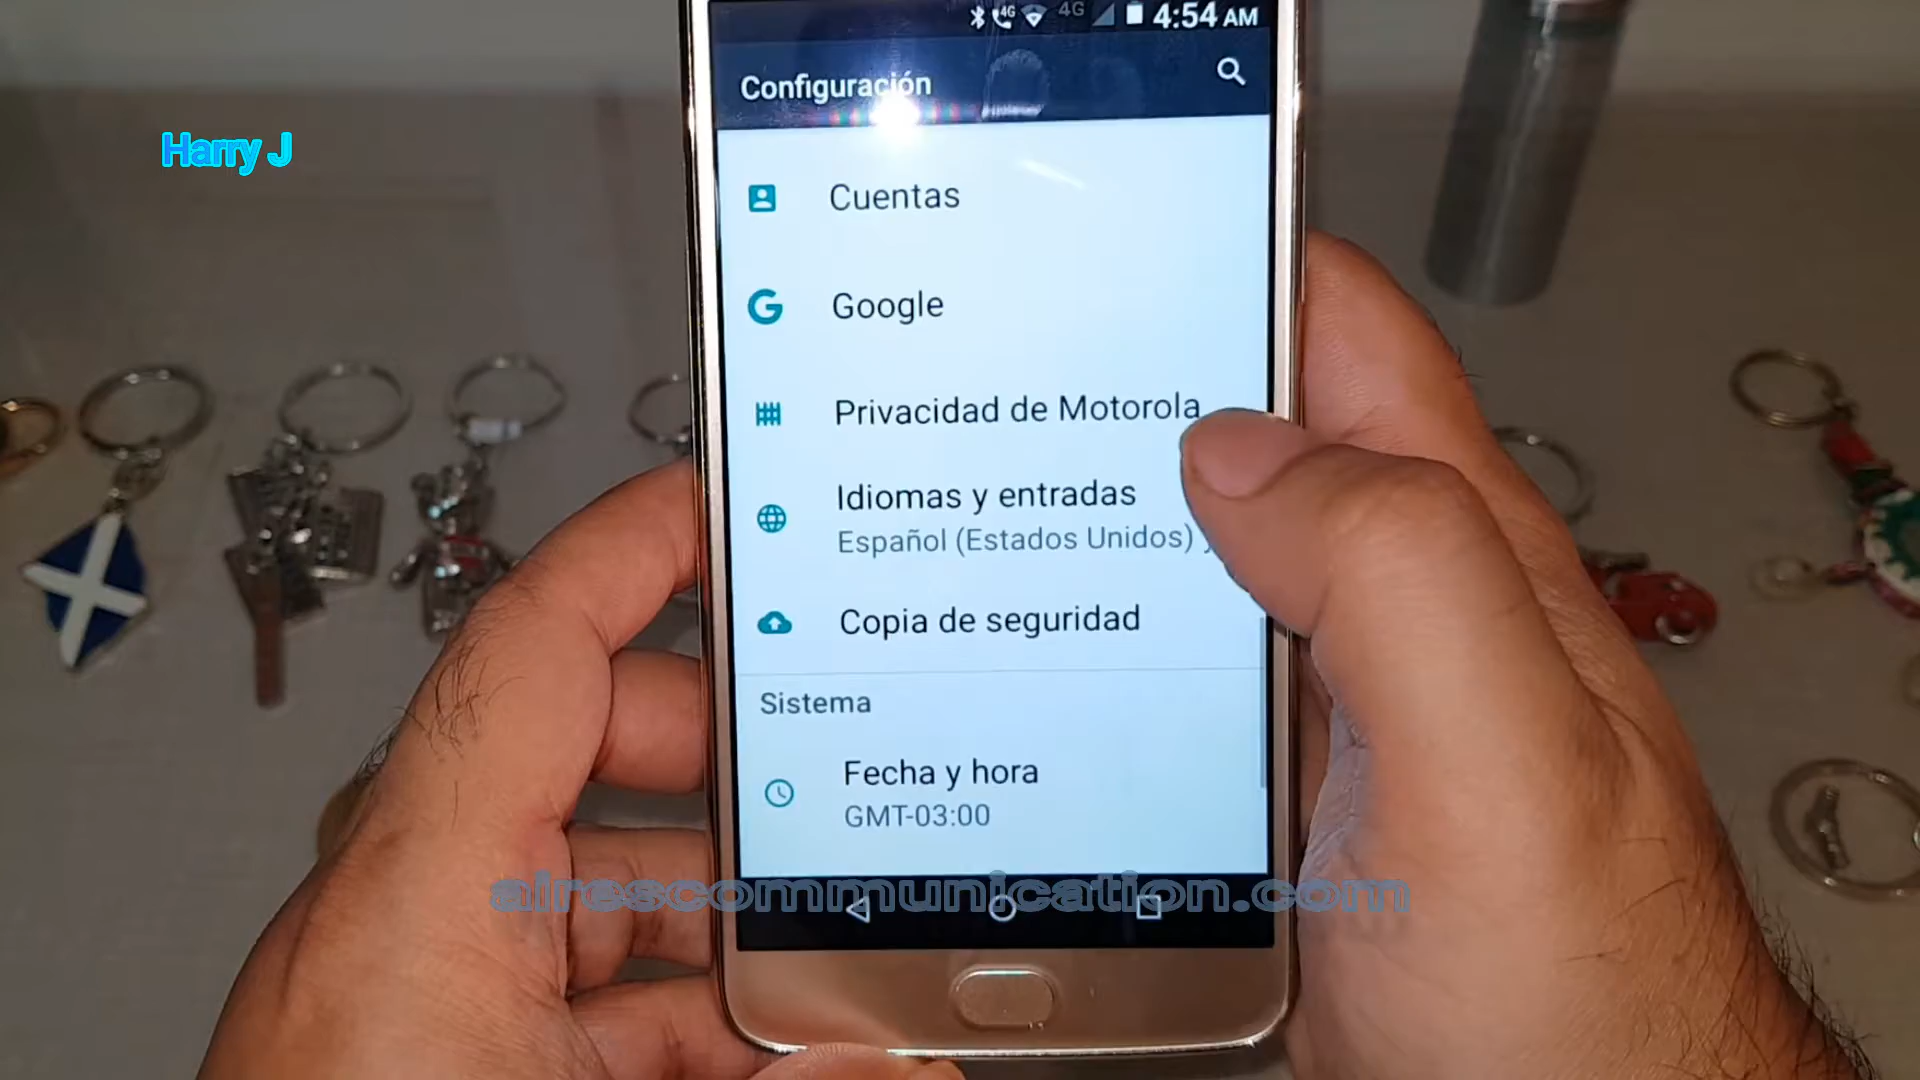 4G 4G 4:54 AM
Configuración
Harry J
Cuentas
Google
Privacidad de Motorola
Idiomas y entradas
Español (Estados Unidos)
Copia de seguridad
Sistema
Fecha y hora
GMT-03:00
airescommunication.com